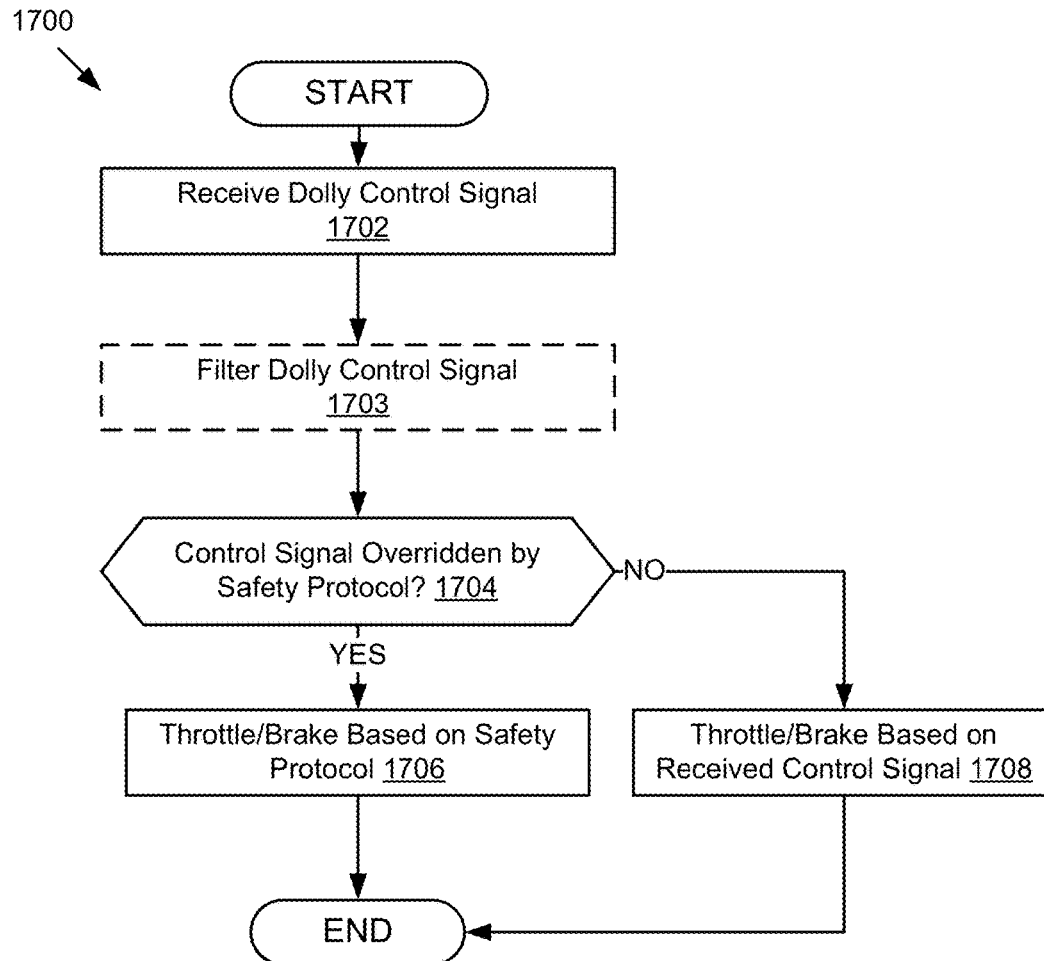 1700
START
Receive Dolly Control Signal
1702
Filter Dolly Control Signal
1703
Control Signal Overridden by
Safety Protocol? 1704
NO
YES
Throttle/Brake Based on Safety
Protocol 1706
Throttle/Brake Based on
Received Control Signal 1708
END